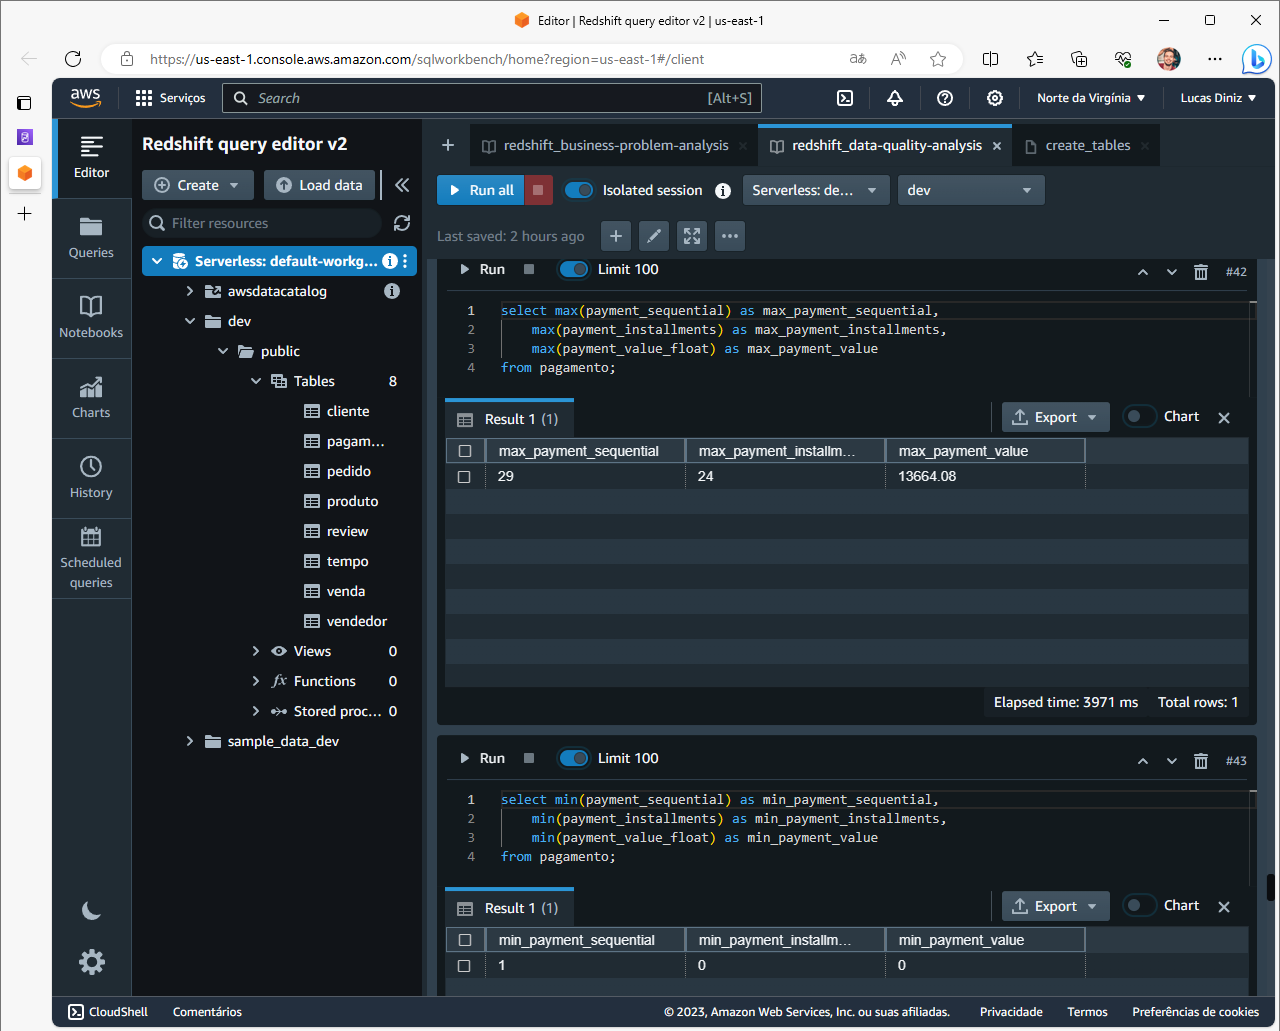 Editor | Redshift query editor v2 | us-east-1
https://us-east-1.console.aws.amazon.com/sqlworkbench/home?region=us-east-1#/client
aws
Serviços
Search
[Alt+S]
Norte da Virgínia
Lucas Diniz
Editor
Queries
Notebooks
Charts
History
Scheduled
queries
Redshift query editor v2
Create
Load data
Filter resources
Serverless: default-workg...
awsdatacatalog
dev
public
Tables 8
cliente
pagam...
pedido
produto
review
tempo
venda
vendedor
Views 0
Functions 0
Stored proc... 0
sample_data_dev
redshift_business-problem-analysis
redshift_data-quality-analysis
create_tables
Run all
Isolated session
Serverless: de...
dev
Last saved: 2 hours ago
Run
Limit 100
#42
1 select max(payment_sequential) as max_payment_sequential,
2 max(payment_installments) as max_payment_installments,
3 max(payment_value_float) as max_payment_value
4 from pagamento;
Result 1 (1)
Export
Chart
max_payment_sequential max_payment_installm... max_payment_value
29 24 13664.08
Elapsed time: 3971 ms Total rows: 1
Run
Limit 100
#43
1 select min(payment_sequential) as min_payment_sequential,
2 min(payment_installments) as min_payment_installments,
3 min(payment_value_float) as min_payment_value
4 from pagamento;
Result 1 (1)
Export
Chart
min_payment_sequential min_payment_installm... min_payment_value
1 0 0
CloudShell
Comentários
© 2023, Amazon Web Services, Inc. ou suas afiliadas.
Privacidade
Termos
Preferências de cookies